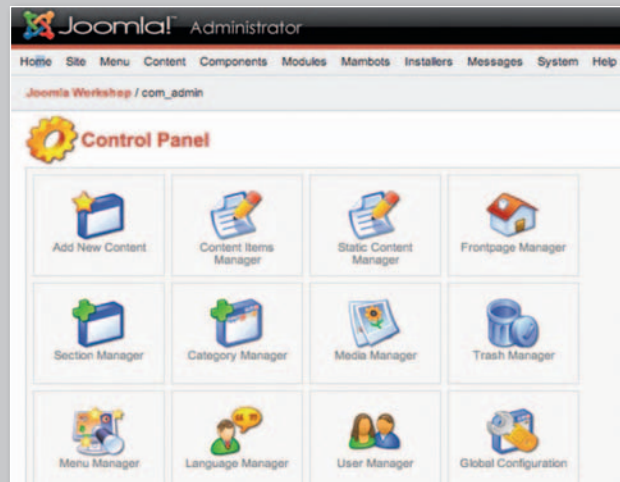 Joomla!™ Administrator
Home Site Menu Content Components Modules Mambots Installers Messages System Help
Joomla Workshop / com_admin
Control Panel
Add New Content
Content Items
Manager
Static Content
Manager
Frontpage Manager
Section Manager
Category Manager
Media Manager
Trash Manager
Menu Manager
Language Manager
User Manager
Global Configuration